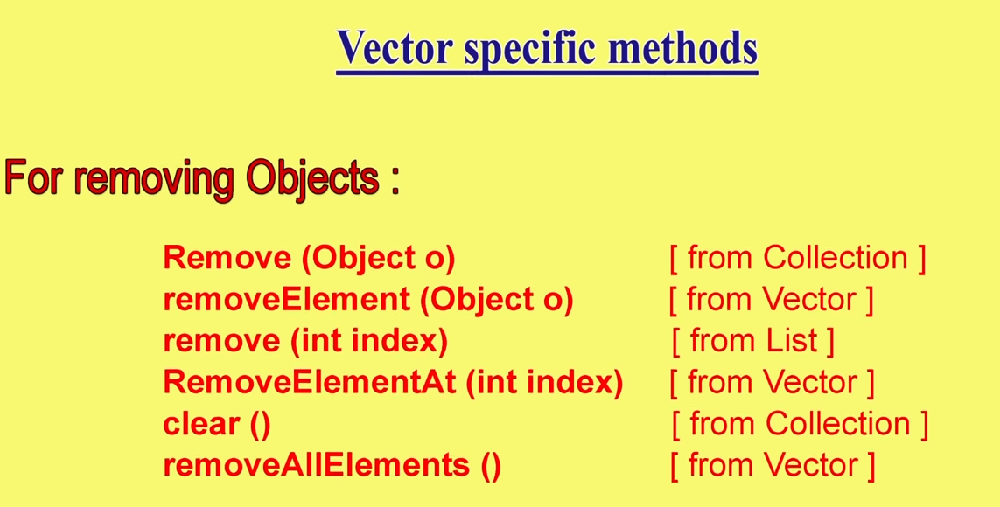 Vector specific methods
For removing Objects :
Remove (Object o) [ from Collection ]
removeElement (Object o) [ from Vector ]
remove (int index) [ from List ]
RemoveElementAt (int index) [ from Vector ]
clear () [ from Collection ]
removeAllElements () [ from Vector ]